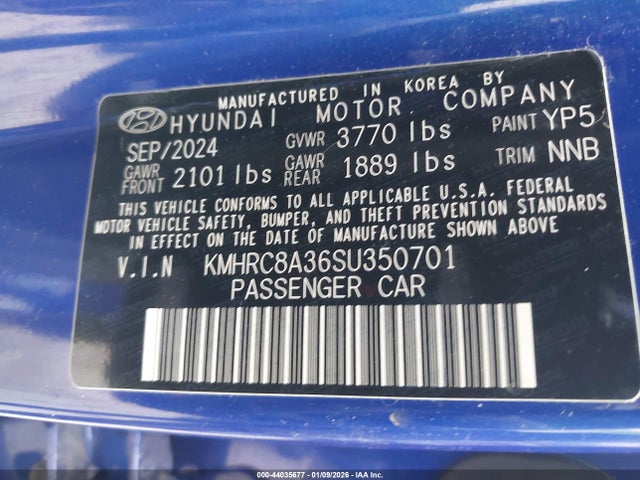 MANUFACTURED IN KOREA BY
HYUNDAI MOTOR COMPANY
SEP/2024 GVWR 3770 lbs PAINT YP5
GAWR FRONT 2101 lbs GAWR REAR 1889 lbs TRIM NNB
THIS VEHICLE CONFORMS TO ALL APPLICABLE U.S.A. FEDERAL
MOTOR VEHICLE SAFETY, BUMPER, AND THEFT PREVENTION STANDARDS
IN EFFECT ON THE DATE OF MANUFACTURE SHOWN ABOVE.
V.I.N KMHRC8A36SU350701
PASSENGER CAR
000-44035677 - 01/09/2026 - IAA Inc.